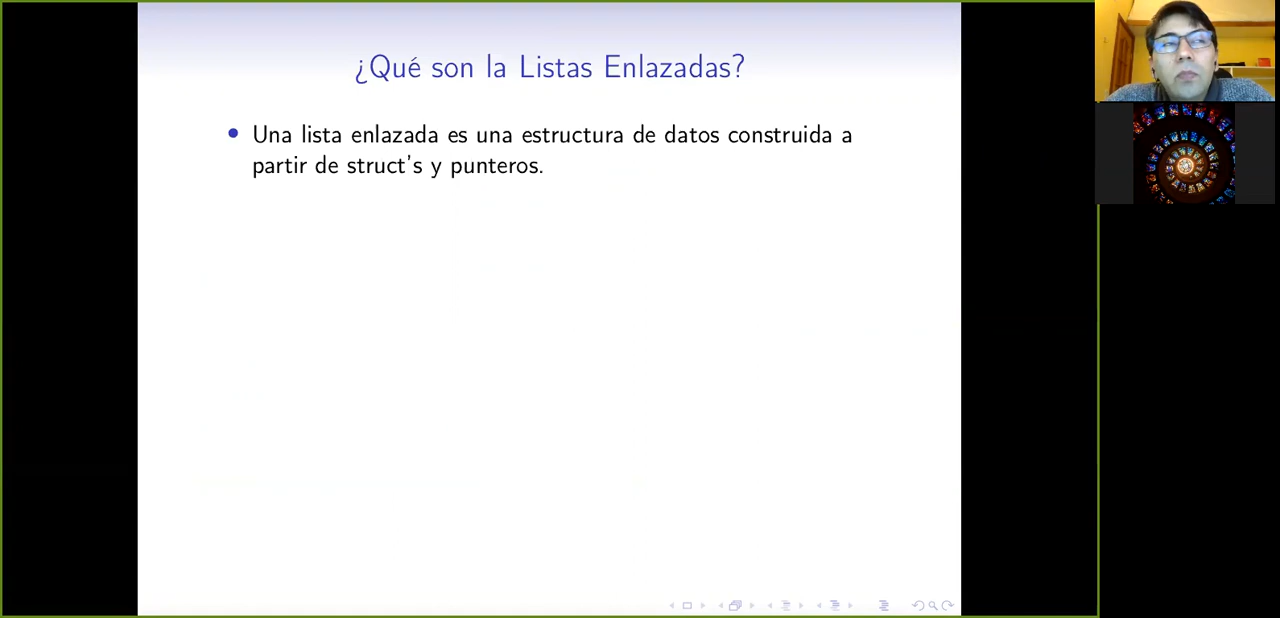 ¿Qué son la Listas Enlazadas?
Una lista enlazada es una estructura de datos construida a
partir de struct's y punteros.